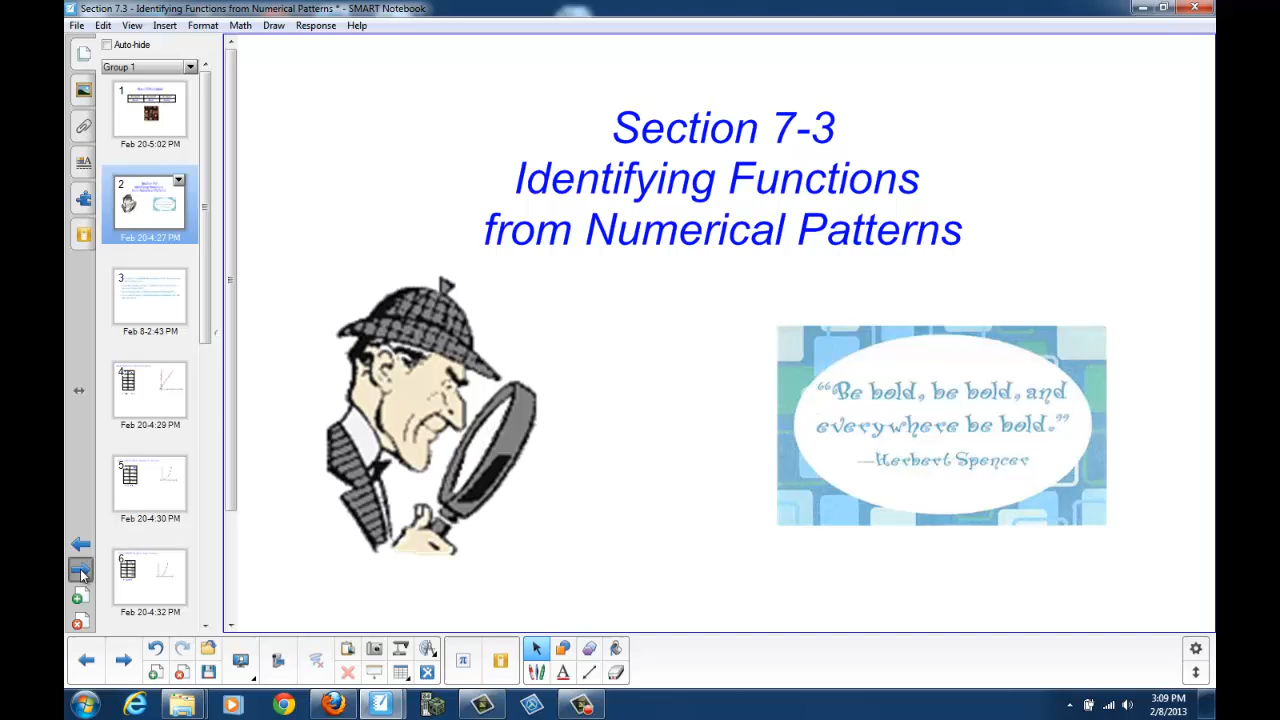 Section 7.3 - Identifying Functions from Numerical Patterns * - SMART Notebook
File Edit View Insert Format Math Draw Response Help
Auto-hide
Group 1
1
Feb 20-5:02 PM
2
Feb 20-4:27 PM
3
Feb 8-2:43 PM
4
Feb 20-4:29 PM
5
Feb 20-4:30 PM
6
Feb 20-4:32 PM
Section 7-3
Identifying Functions
from Numerical Patterns
“Be bold, be bold, and
everywhere be bold.”
—Herbert Spencer
3:09 PM
2/8/2013